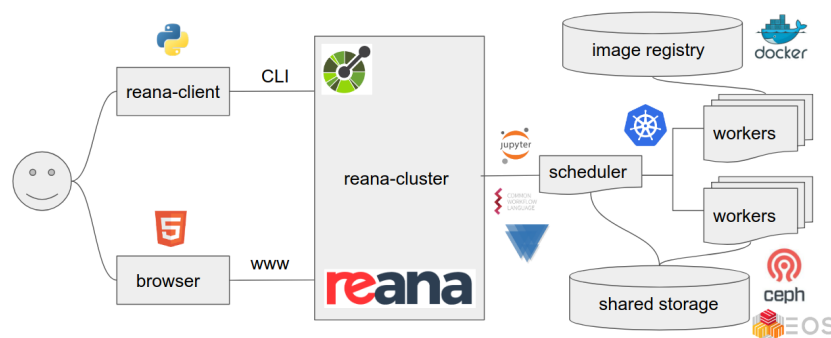 image registry
docker
reana-client
CLI
workers
jupyter
reana-cluster
scheduler
COMMON
WORKFLOW
LANGUAGE
workers
5
browser
www
reana
shared storage
ceph
EOS